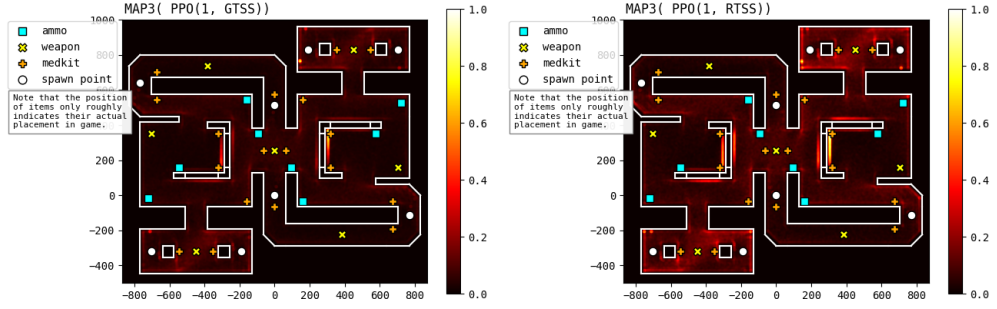 MAP3( PPO(1, GTSS))
ammo
weapon
medkit
spawn point
Note that the position
of items only roughly
indicates their actual
placement in game.
1000
800
600
400
200
0
−200
−400
−800 −600 −400 −200 0 200 400 600 800
1.0
0.8
0.6
0.4
0.2
0.0
MAP3( PPO(1, RTSS))
ammo
weapon
medkit
spawn point
Note that the position
of items only roughly
indicates their actual
placement in game.
1000
800
600
400
200
0
−200
−400
−800 −600 −400 −200 0 200 400 600 800
1.0
0.8
0.6
0.4
0.2
0.0